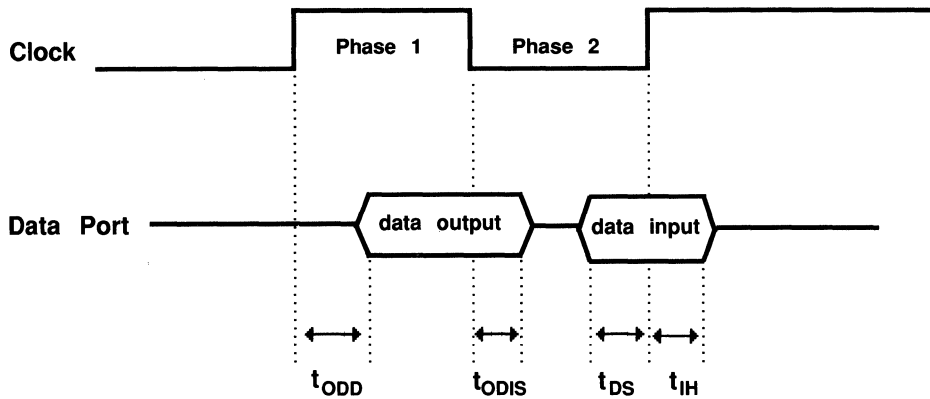 Clock
Phase 1
Phase 2
Data Port
data output
data input
tODD
tODIS
tDS
tIH